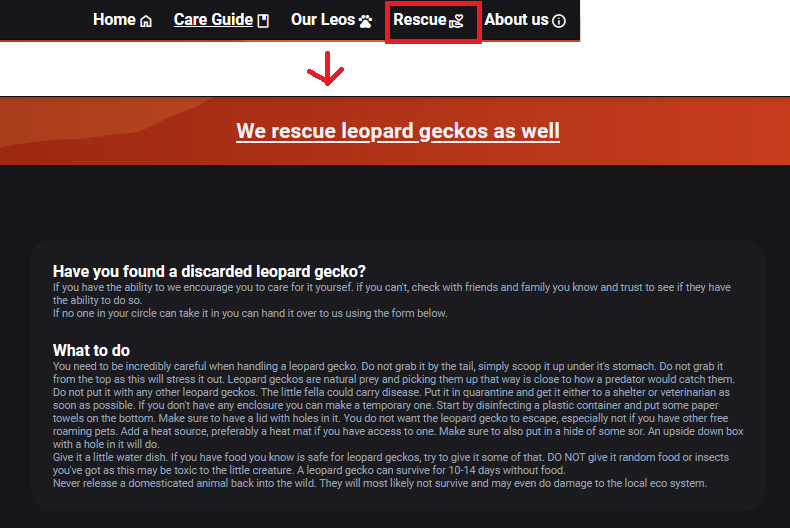 Home Care Guide Our Leos Rescue About us
We rescue leopard geckos as well
Have you found a discarded leopard gecko?
If you have the ability to we encourage you to care for it yoursef. if you can't, check with friends and family you know and trust to see if they have
the ability to do so.
If no one in your circle can take it in you can hand it over to us using the form below.
What to do
You need to be incredibly careful when handling a leopard gecko. Do not grab it by the tail, simply scoop it up under it's stomach. Do not grab it
from the top as this will stress it out. Leopard geckos are natural prey and picking them up that way is close to how a predator would catch them.
Do not put it with any other leopard geckos. The little fella could carry disease. Put it in quarantine and get it either to a shelter or veterinarian as
soon as possible. If you don't have any enclosure you can make a temporary one. Start by disinfecting a plastic container and put some paper
towels on the bottom. Make sure to have a lid with holes in it. You do not want the leopard gecko to escape, especially not if you have other free
roaming pets. Add a heat source, preferably a heat mat if you have access to one. Make sure to also put in a hide of some sor. An upside down box
with a hole in it will do.
Give it a little water dish. If you have food you know is safe for leopard geckos, try to give it some of that. DO NOT give it random food or insects
you've got as this may be toxic to the little creature. A leopard gecko can survive for 10-14 days without food.
Never release a domesticated animal back into the wild. They will most likely not survive and may even do damage to the local eco system.